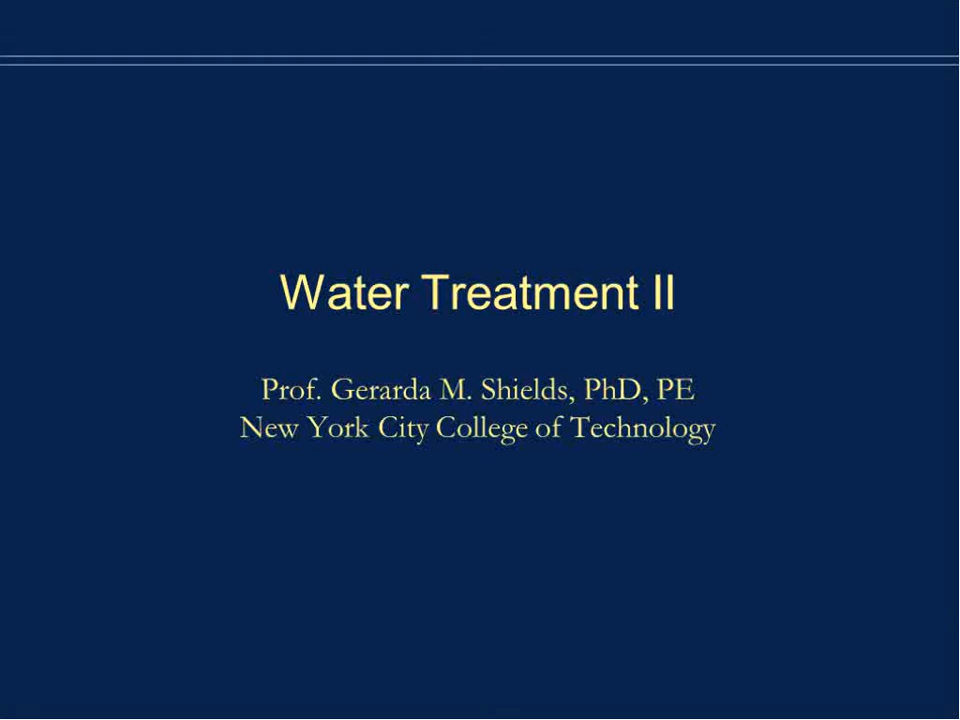 Water Treatment II
Prof. Gerarda M. Shields, PhD, PE
New York City College of Technology